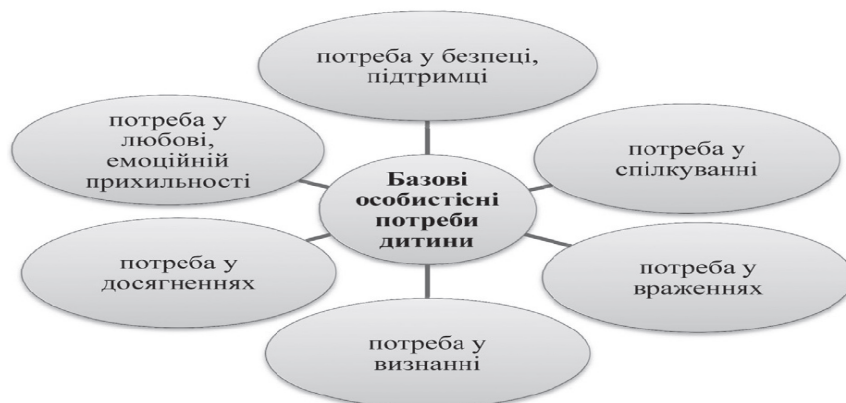 потреба у безпеці,
підтримці
потреба у
любові,
емоційній
прихильності
потреба у
спілкуванні
Базові
особистісні
потреби
дитини
потреба у
досягненнях
потреба у
враженнях
потреба у
визнанні